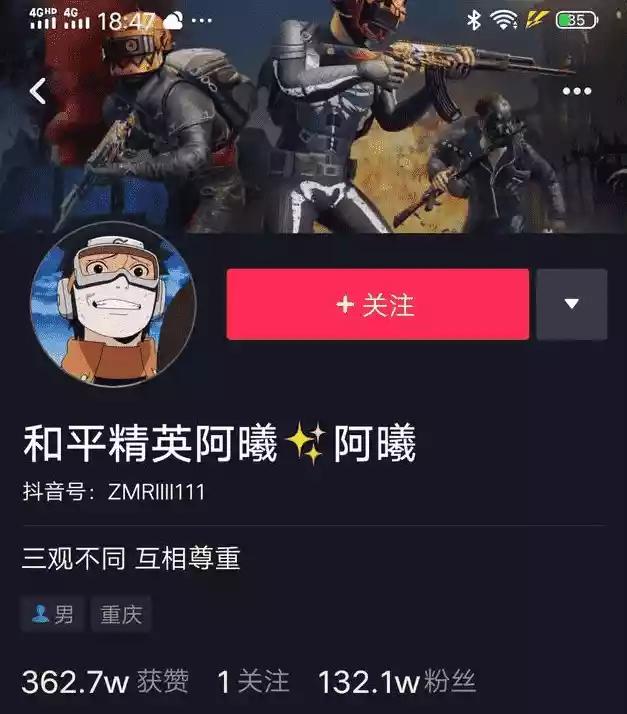 4GHD 4G 18:47 ••• 35
+ 关注
和平精英阿曦✨阿曦
抖音号: ZMRIIII111
三观不同 互相尊重
男 重庆
362.7w 获赞 1 关注 132.1w 粉丝